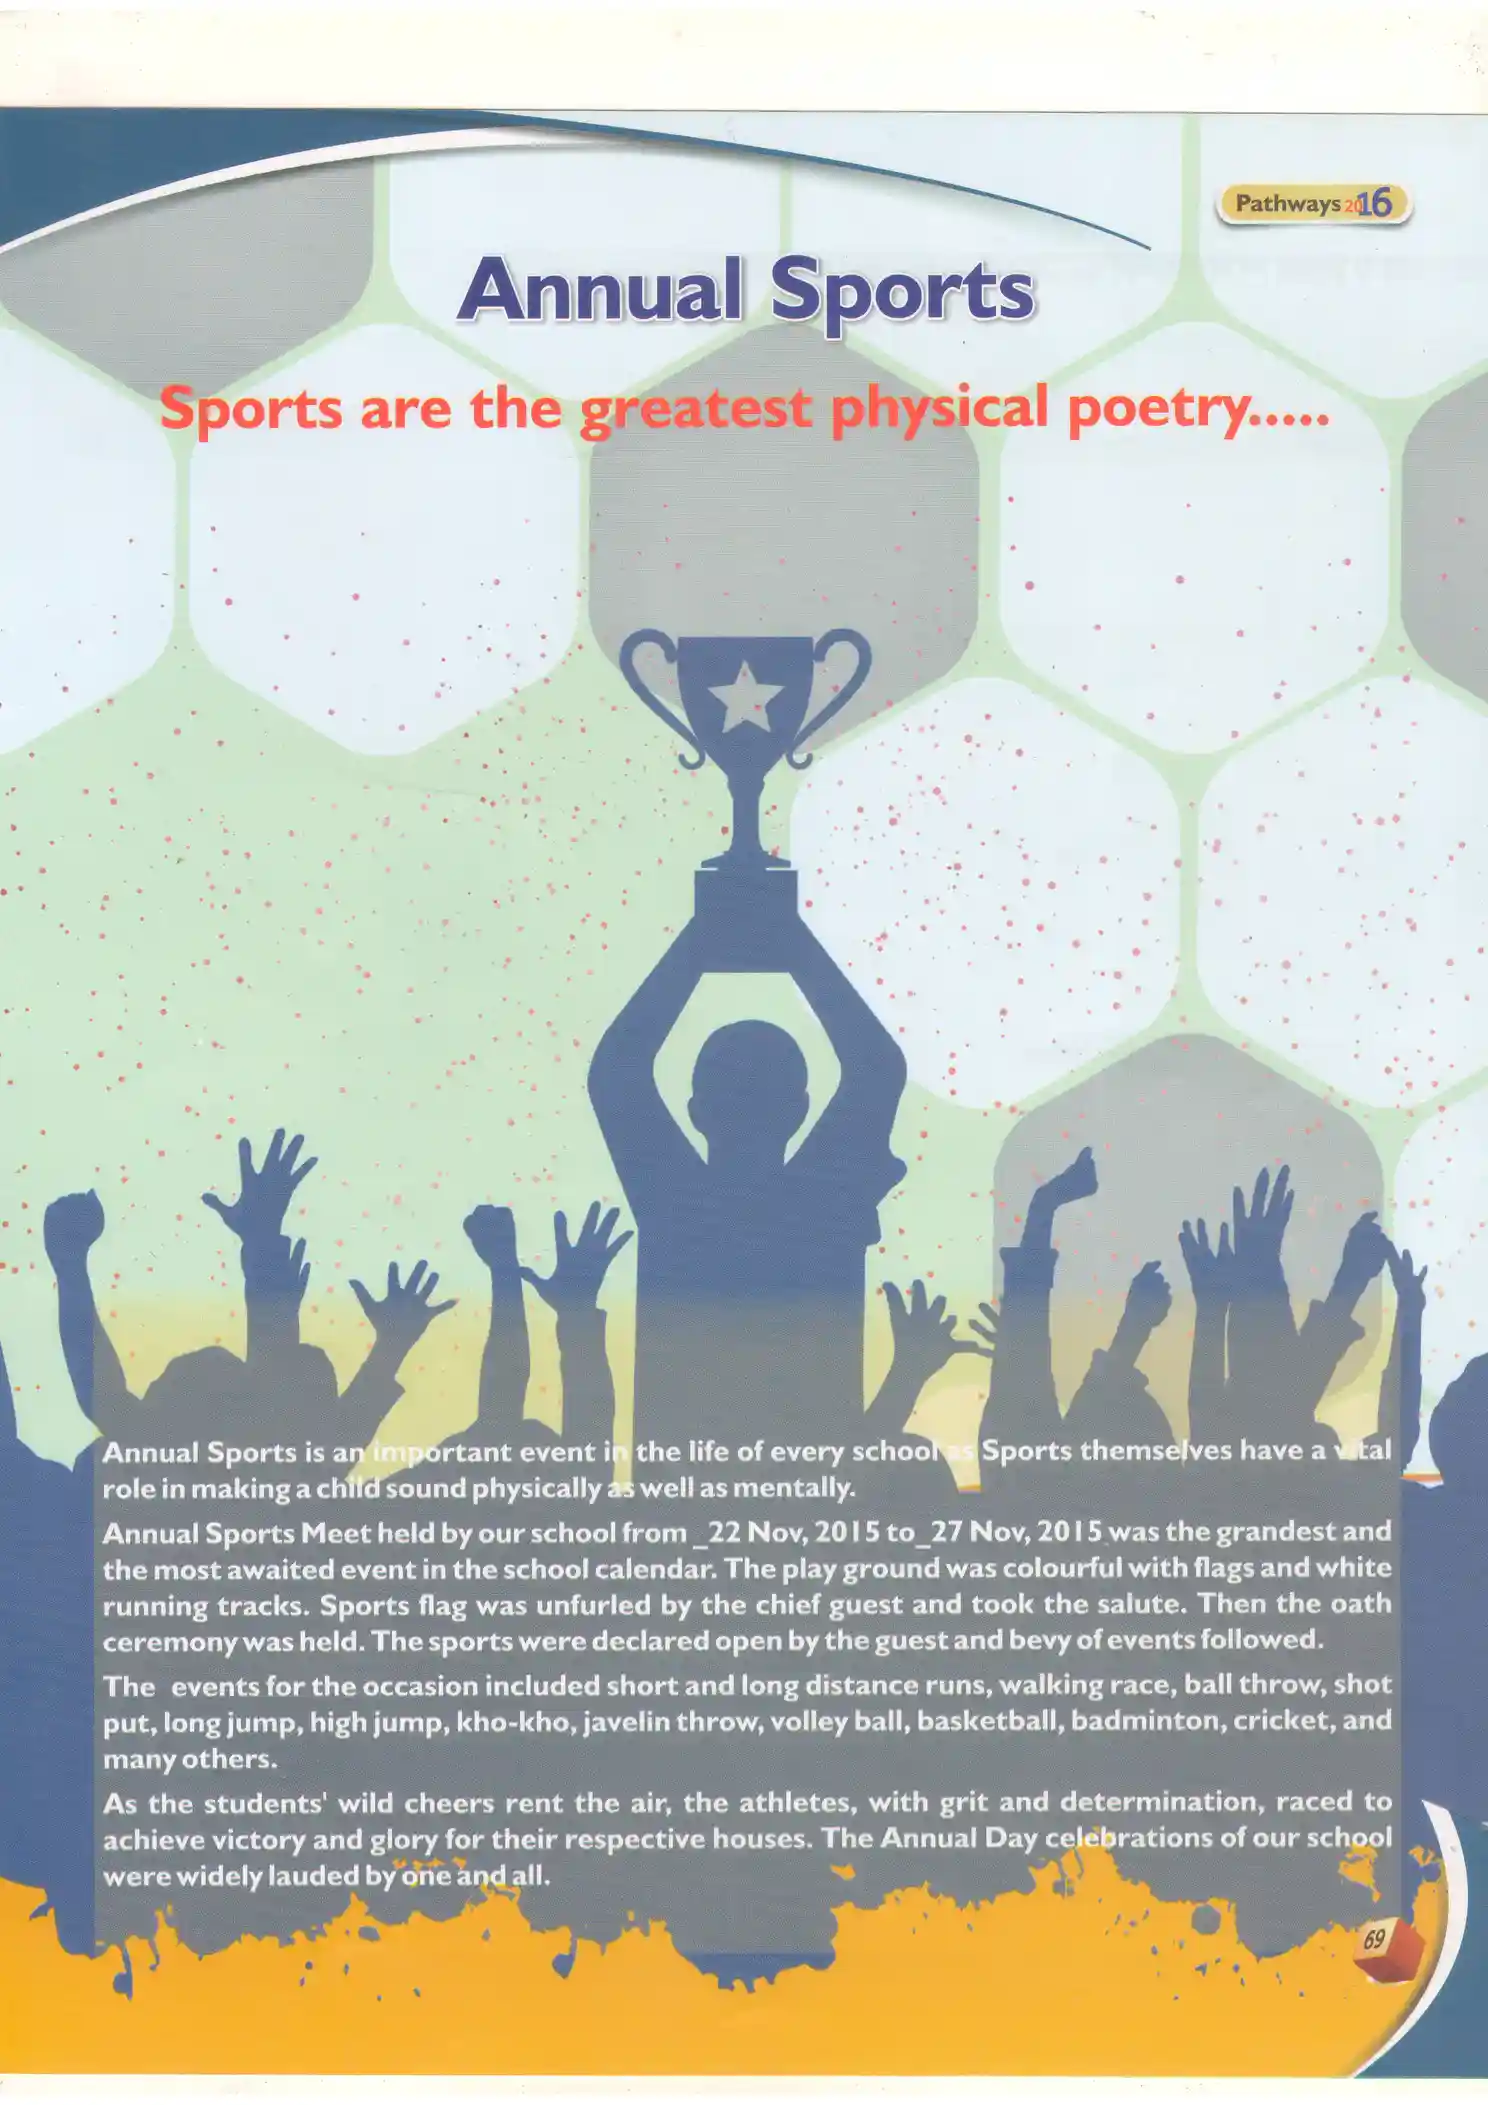 Pathways 2016
Annual Sports
Sports are the greatest physical poetry.....
Annual Sports is an important event in the life of every school as Sports themselves have a vital
role in making a child sound physically as well as mentally.
Annual Sports Meet held by our school from _22 Nov, 2015 to_27 Nov, 2015 was the grandest and
the most awaited event in the school calendar. The play ground was colourful with flags and white
running tracks. Sports flag was unfurled by the chief guest and took the salute. Then the oath
ceremony was held. The sports were declared open by the guest and bevy of events followed.
The events for the occasion included short and long distance runs, walking race, ball throw, shot
put, long jump, high jump, kho-kho, javelin throw, volley ball, basketball, badminton, cricket, and
many others.
As the students' wild cheers rent the air, the athletes, with grit and determination, raced to
achieve victory and glory for their respective houses. The Annual Day celebrations of our school
were widely lauded by one and all.
69